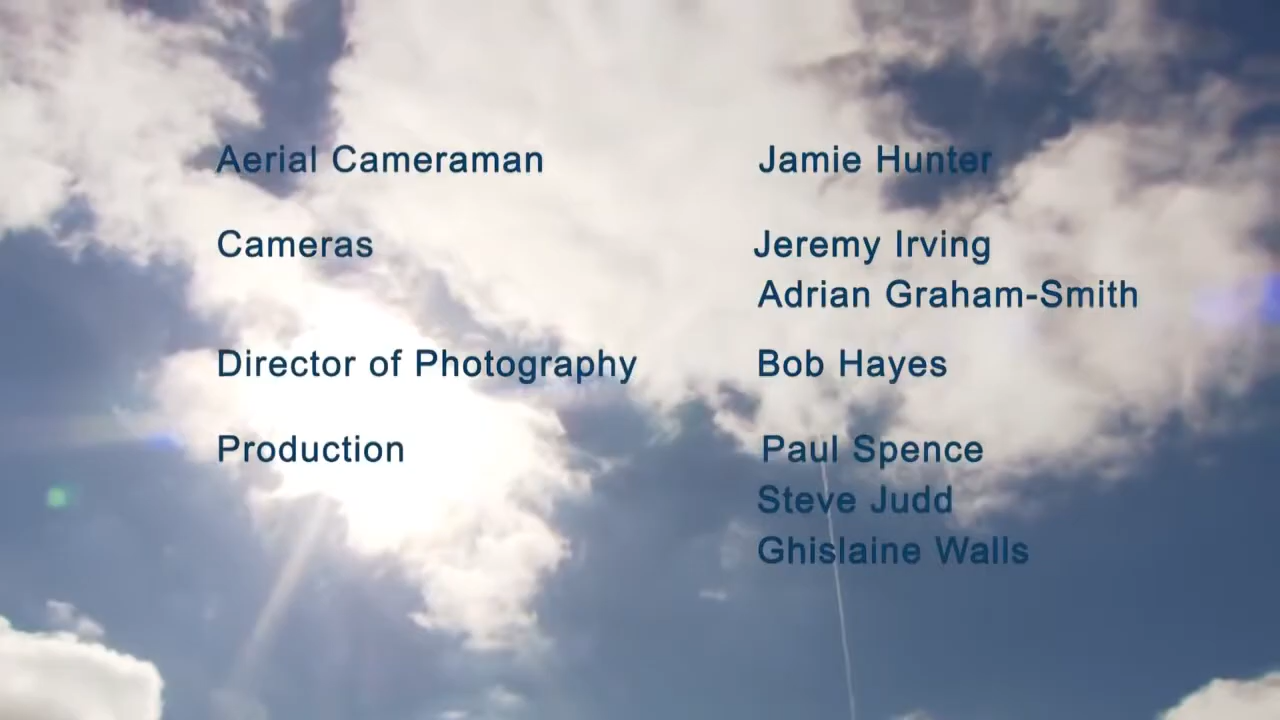 Aerial Cameraman Jamie Hunter
Cameras Jeremy Irving
Adrian Graham-Smith
Director of Photography Bob Hayes
Production Paul Spence
Steve Judd
Ghislaine Walls